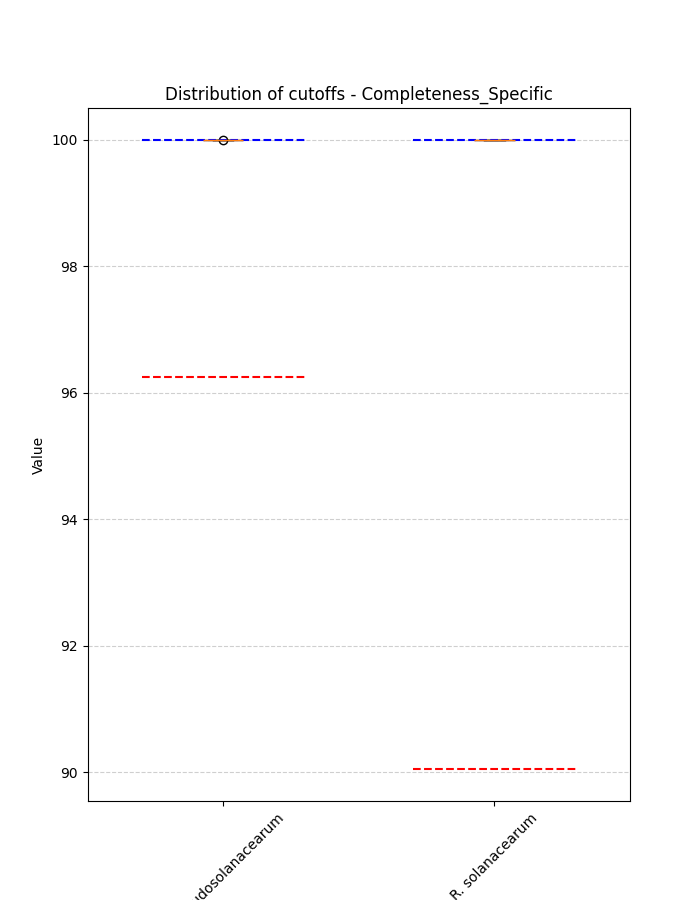 Distribution of cutoffs - Completeness_Specific
100
98
96
94
92
90
Value
R. solanacearum